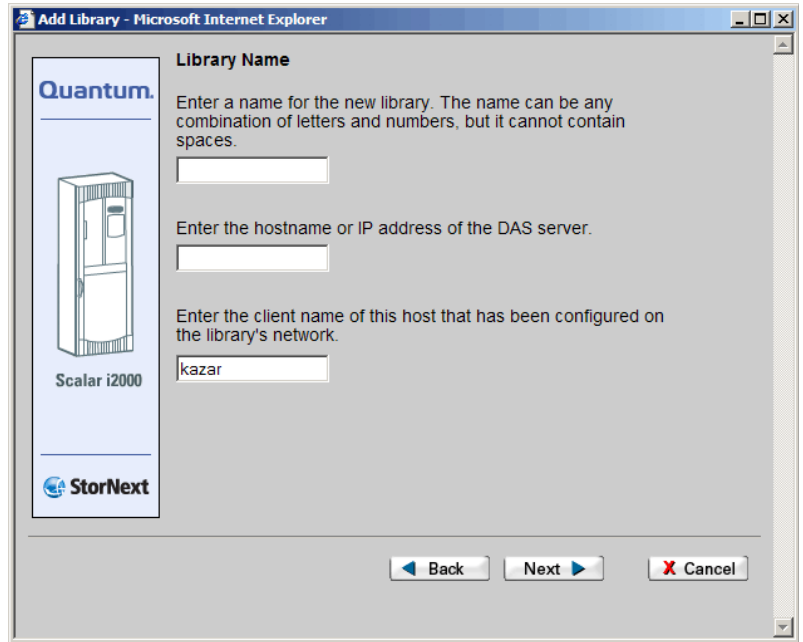 Add Library - Microsoft Internet Explorer
Quantum.
Scalar i2000
StorNext
Library Name
Enter a name for the new library. The name can be any
combination of letters and numbers, but it cannot contain
spaces.
Enter the hostname or IP address of the DAS server.
Enter the client name of this host that has been configured on
the library's network.
kazar
Back Next X Cancel